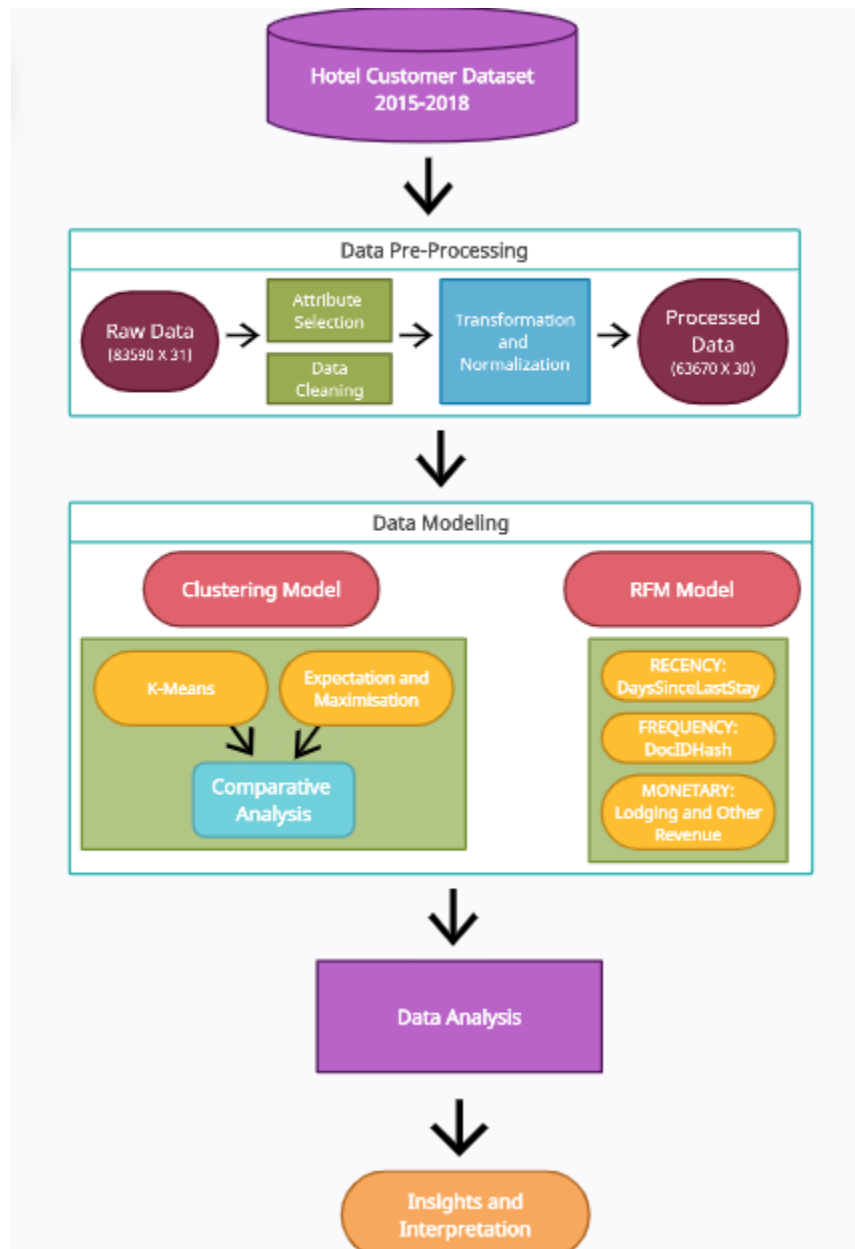 Hotel Customer Dataset
2015-2018
Data Pre-Processing
Raw Data
(83590 X 31)
Attribute
Selection
Data
Cleaning
Transformation
and
Normalization
Processed
Data
(63670 X 30)
Data Modeling
Clustering Model
K-Means
Expectation and
Maximisation
Comparative
Analysis
RFM Model
RECENCY:
DaysSinceLastStay
FREQUENCY:
DocIDHash
MONETARY:
Lodging and Other
Revenue
Data Analysis
Insights and
Interpretation